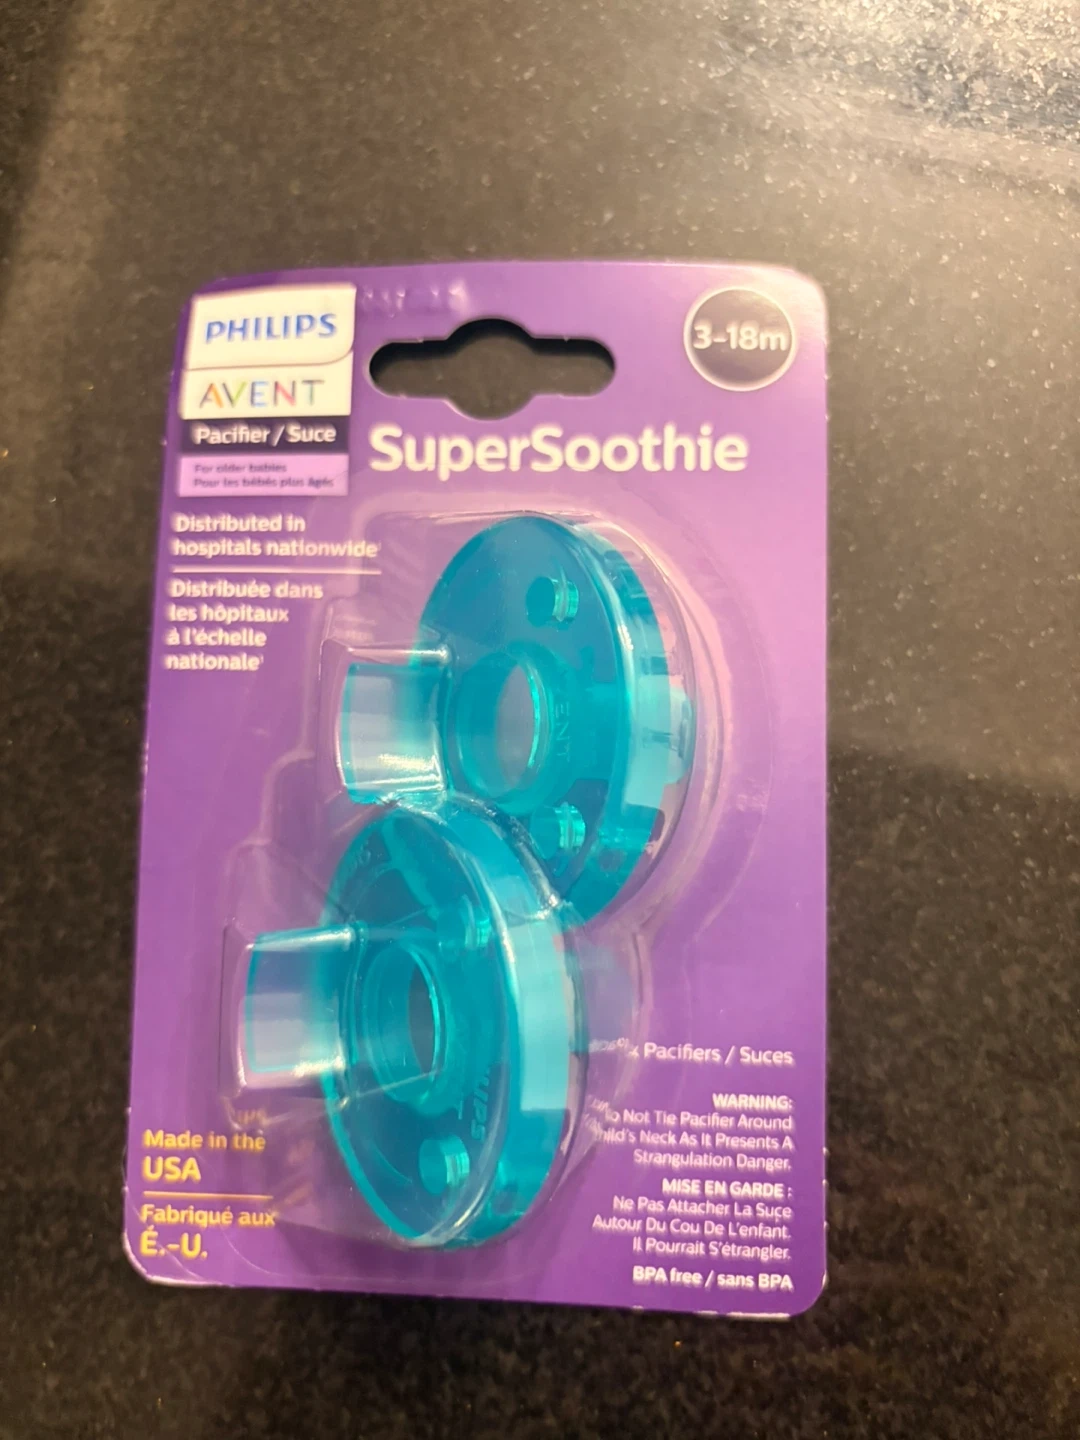 PHILIPS
AVENT
Pacifier / Suce
For older babies
Pour les bébés plus âgés
3-18m
SuperSoothie
Distributed in
hospitals nationwide¹
Distribuée dans
les hôpitaux
à l'échelle
nationale¹
ENT
Pacifiers / Suces
WARNING:
Not Tie Pacifier Around
Neck As It Presents A
Strangulation Danger.
MISE EN GARDE :
Ne Pas Attacher La Suce
Autour Du Cou De L'enfant.
Il Pourrait S'étrangler.
BPA free / sans BPA
Made in the
USA
Fabriqué aux
É.-U.